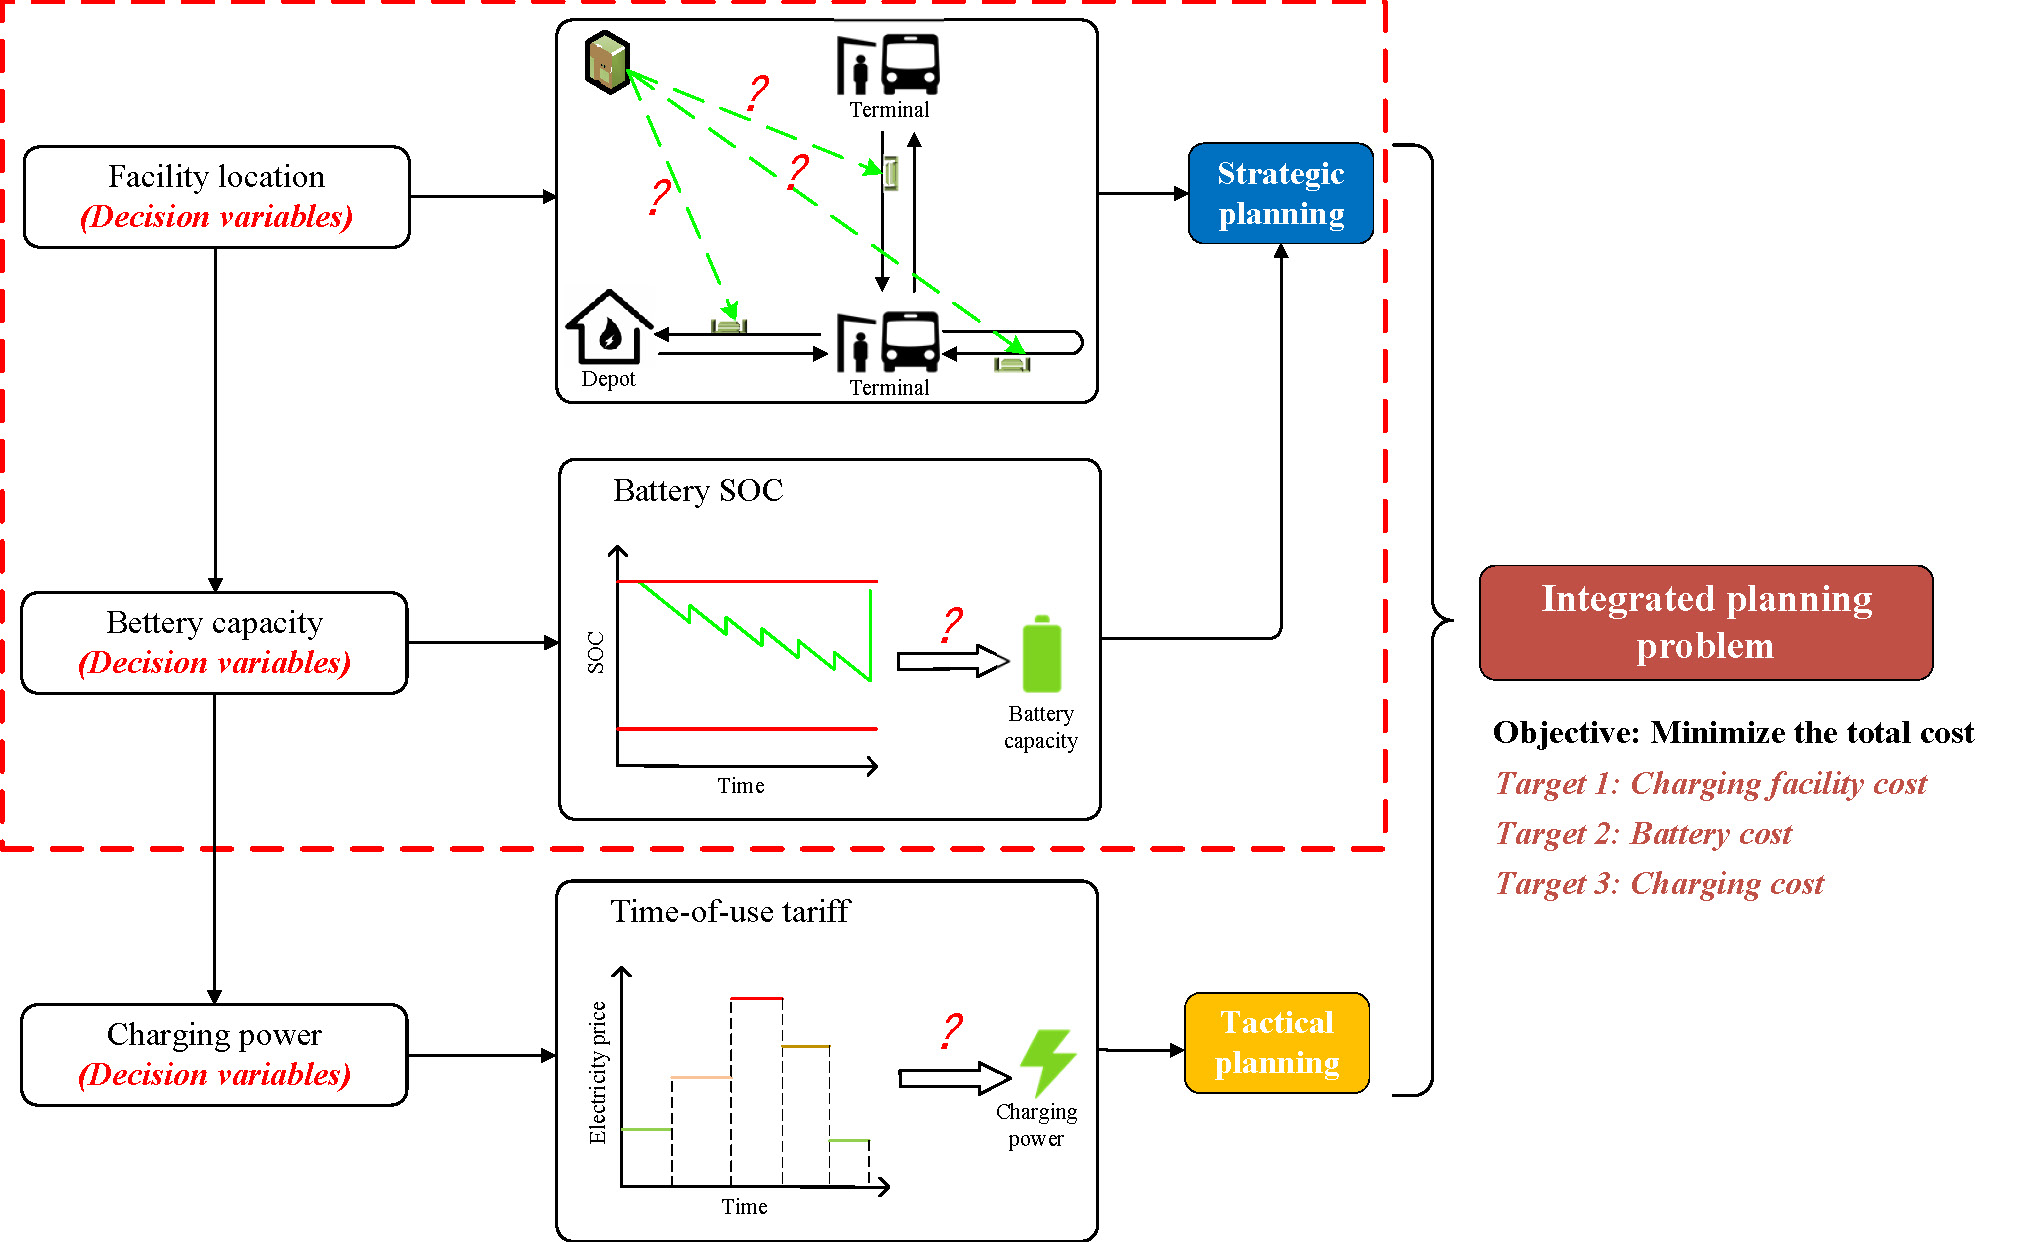 Facility location
(Decision variables)
?
?
?
Terminal
Depot
Terminal
Strategic
planning
Bettery capacity
(Decision variables)
Battery SOC
SOC
Time
?
Battery
capacity
Integrated planning
problem
Objective: Minimize the total cost
Target 1: Charging facility cost
Target 2: Battery cost
Target 3: Charging cost
Charging power
(Decision variables)
Time-of-use tariff
Electricity price
Time
?
Charging
power
Tactical
planning